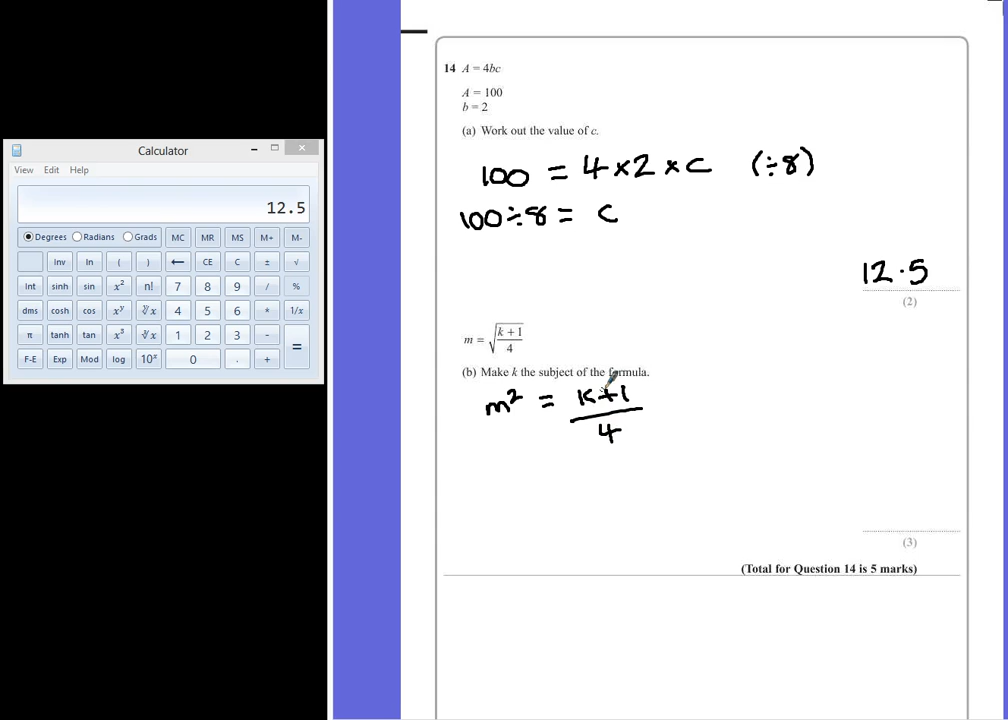 14 A = 4bc
A = 100
b = 2
(a) Work out the value of c.
100 = 4 × 2 × c (÷8)
100 ÷ 8 = c
12.5
(2)
m = √((k + 1)/4)
(b) Make k the subject of the formula.
m² = (k+1)/4
(3)
(Total for Question 14 is 5 marks)
Calculator
View Edit Help
12.5
Degrees Radians Grads MC MR MS M+ M-
Inv ln ( ) ← CE C ± √
Int sinh sin x² n! 7 8 9 / %
dms cosh cos xʸ ʸ√x 4 5 6 * 1/x
π tanh tan x³ ³√x 1 2 3 - =
F-E Exp Mod log 10ˣ 0 . +